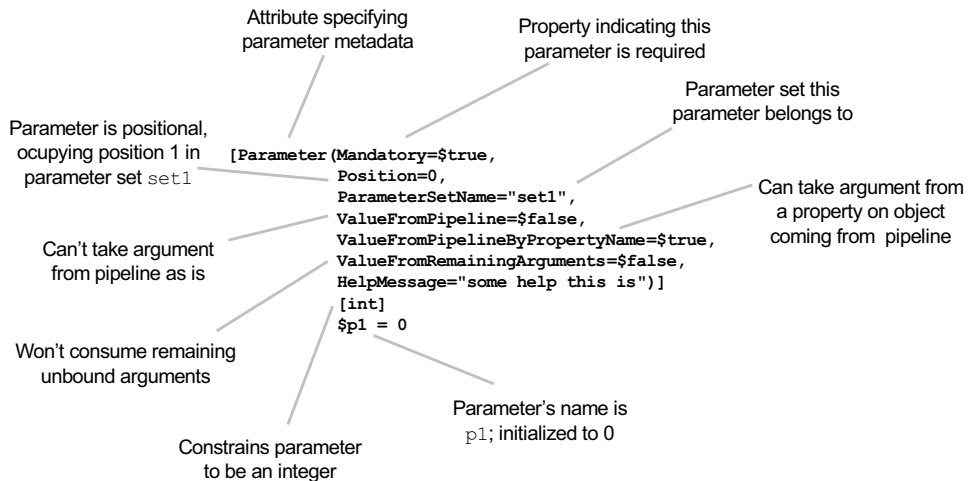 Attribute specifying
parameter metadata
Property indicating this
parameter is required
Parameter set this
parameter belongs to
Parameter is positional,
ocupying position 1 in
parameter set set1
[Parameter(Mandatory=$true,
Position=0,
ParameterSetName="set1",
ValueFromPipeline=$false,
ValueFromPipelineByPropertyName=$true,
ValueFromRemainingArguments=$false,
HelpMessage="some help this is")]
[int]
$p1 = 0
Can take argument from
a property on object
coming from pipeline
Can't take argument
from pipeline as is
Won't consume remaining
unbound arguments
Parameter's name is
p1; initialized to 0
Constrains parameter
to be an integer